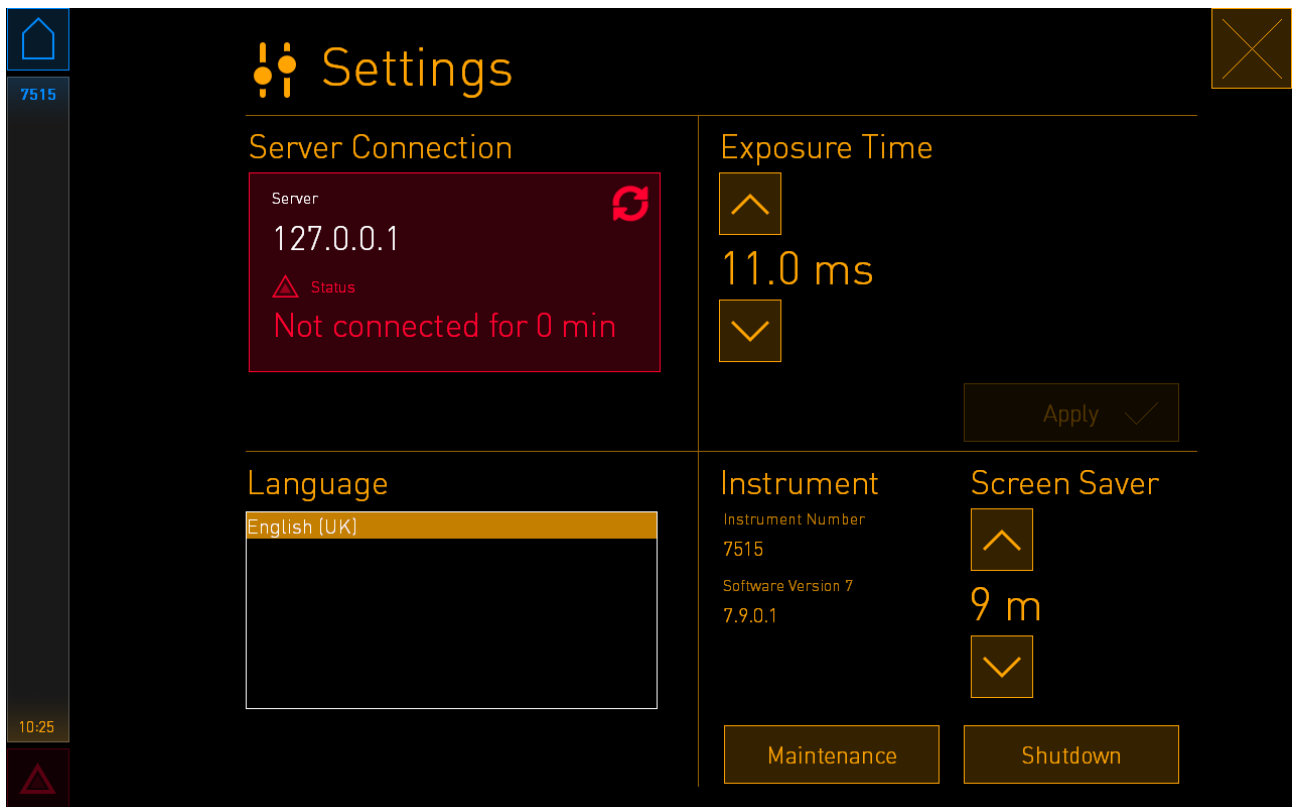 7515
Settings
Server Connection
Server
127.0.0.1
Status
Not connected for 0 min
Exposure Time
11.0 ms
Apply
Language
English (UK)
Instrument
Instrument Number
7515
Software Version 7
7.9.0.1
Screen Saver
9 m
10:25
Maintenance
Shutdown